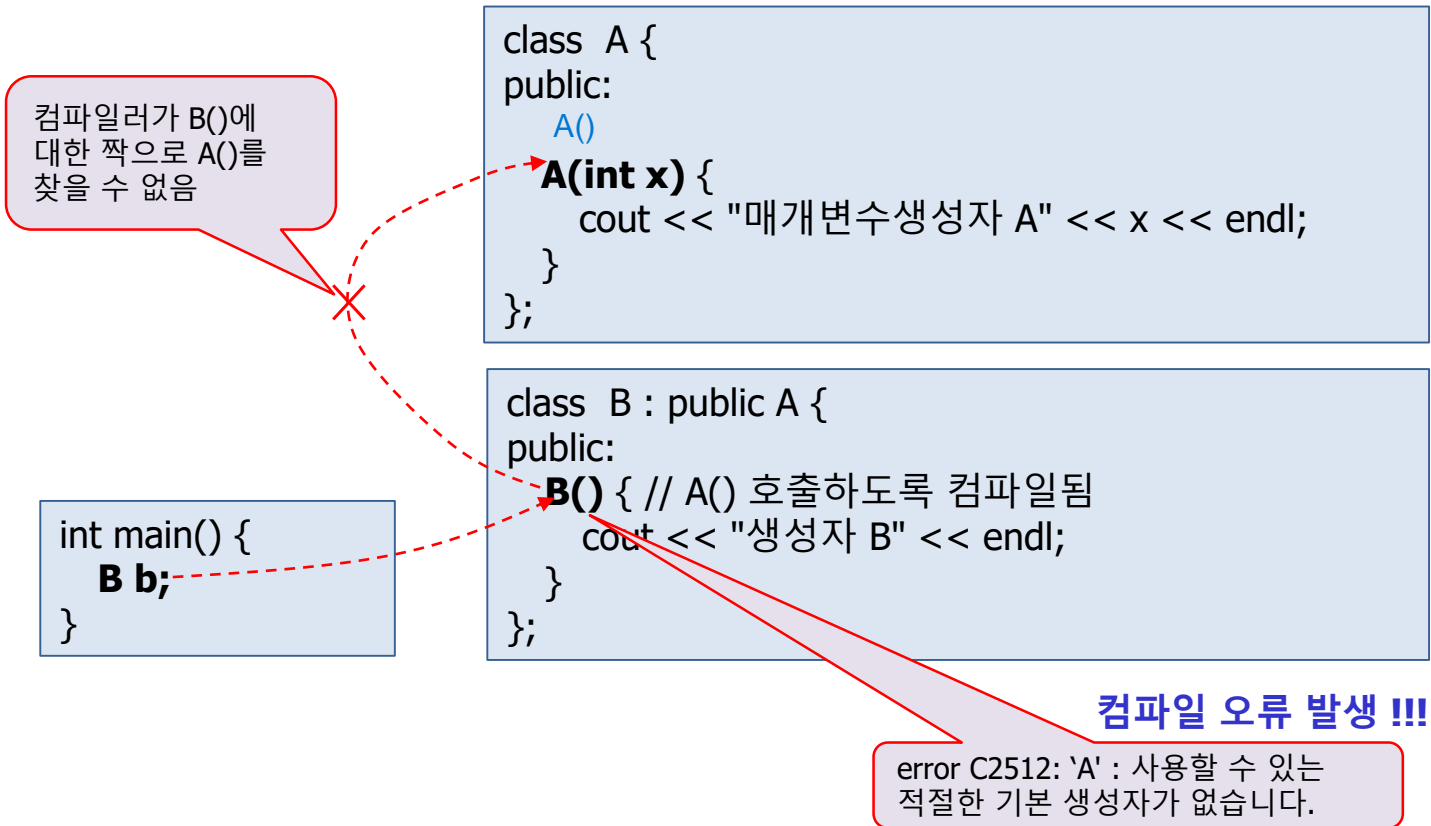 class A {
public:
A()
A(int x) {
cout << "매개변수생성자 A" << x << endl;
}
};
컴파일러가 B()에
대한 짝으로 A()를
찾을 수 없음
class B : public A {
public:
B() { // A() 호출하도록 컴파일됨
cout << "생성자 B" << endl;
}
};
int main() {
B b;
}
컴파일 오류 발생 !!!
error C2512: `A' : 사용할 수 있는
적절한 기본 생성자가 없습니다.